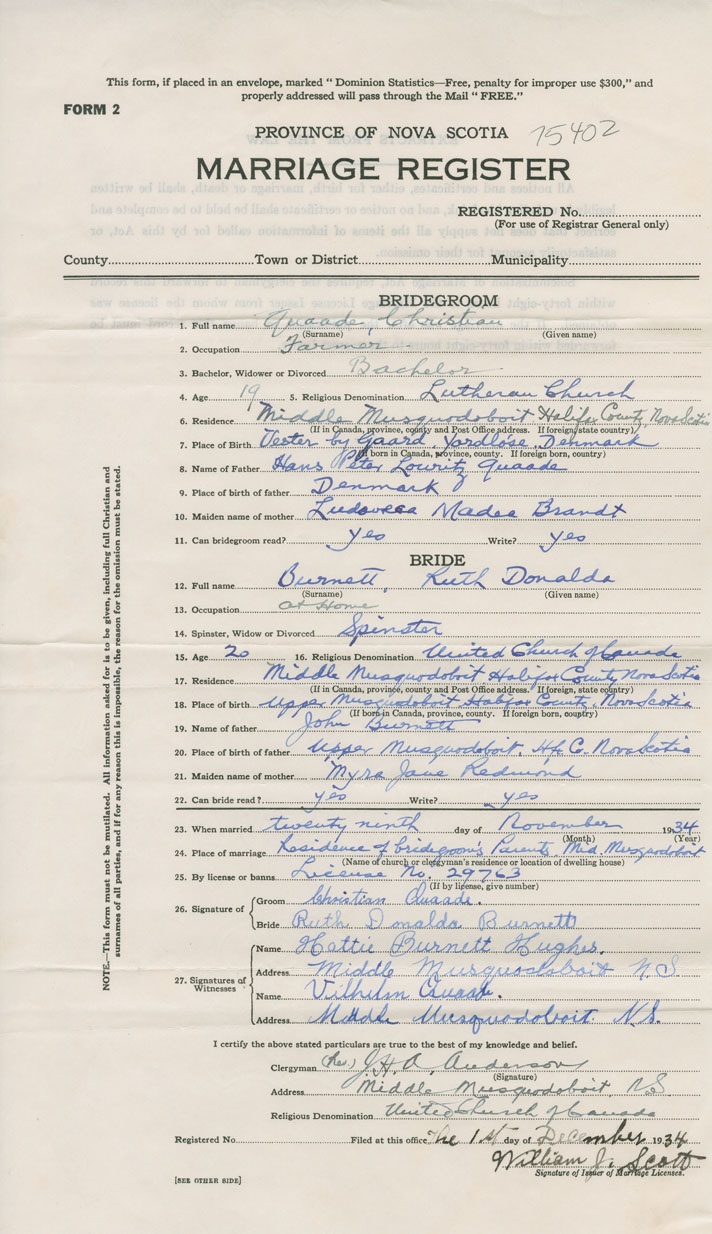 This form, if placed in an envelope, marked “ Dominion Statistics—Free, penalty for improper use $300,” and
properly addressed will pass through the Mail “ FREE.”
FORM 2
PROVINCE OF NOVA SCOTIA 15402
MARRIAGE REGISTER
REGISTERED No.
(For use of Registrar General only)
County Town or District Municipality
BRIDEGROOM
1. Full name Quaade, Christian
(Surname) (Given name)
2. Occupation Farmer
3. Bachelor, Widower or Divorced Bachelor
4. Age 19 5. Religious Denomination Lutheran Church
6. Residence Middle Musquodoboit Halifax County, Nova Scotia
(If in Canada, province, county and Post Office address. If foreign, state country)
7. Place of Birth Vester by Gaard, Yardlose, Denmark
(If born in Canada, province, county. If foreign born, country)
8. Name of Father Hans Peter Lowritz Quaade
9. Place of birth of father Denmark
10. Maiden name of mother Madea Brandt
11. Can bridegroom read? yes Write? yes
BRIDE
12. Full name Burnett, Ruth Donalda
(Surname) (Given name)
13. Occupation at Home
14. Spinster, Widow or Divorced Spinster
15. Age 20 16. Religious Denomination United Church of Canada
17. Residence Middle Musquodoboit Halifax County, Nova Scotia
(If in Canada, province, county and Post Office address. If foreign, state country)
18. Place of birth Upper Musquodoboit Halifax County, Nova Scotia
(If born in Canada, province, county. If foreign born, country)
19. Name of father John Burnett
20. Place of birth of father Upper Musquodoboit, Hfx Co. Nova Scotia
21. Maiden name of mother Myra Jane Redmond
22. Can bride read ? yes Write? yes
23. When married twenty ninth day of November 1934
(Month) (Year)
24. Place of marriage Residence of bridegroom's Parents, Mid. Musquodoboit
(Name of church or clergyman's residence or location of dwelling house)
25. By license or banns License No. 29763
(If by license, give number)
26. Signature of Groom Christian Quaade.
Bride Ruth Donalda Burnett
27. Signatures of Witnesses Name Hattie Burnett Hughes.
Address Middle Musquodoboit N.S.
Name Vilhelm Quaade.
Address Middle Musquodoboit. N.S.
I certify the above stated particulars are true to the best of my knowledge and belief.
Clergyman (Rev.) J. H. A. Anderson
(Signature)
Address Middle Musquodoboit, N.S.
Religious Denomination United Church of Canada
Registered No. Filed at this office The 1st day of December 1934
William J. Scott
Signature of Issuer of Marriage Licenses.
[SEE OTHER SIDE]
NOTE.—This form must not be mutilated. All information asked for is to be given, including full Christian and
surnames of all parties, and if for any reason this is impossible, the reason for the omission must be stated.